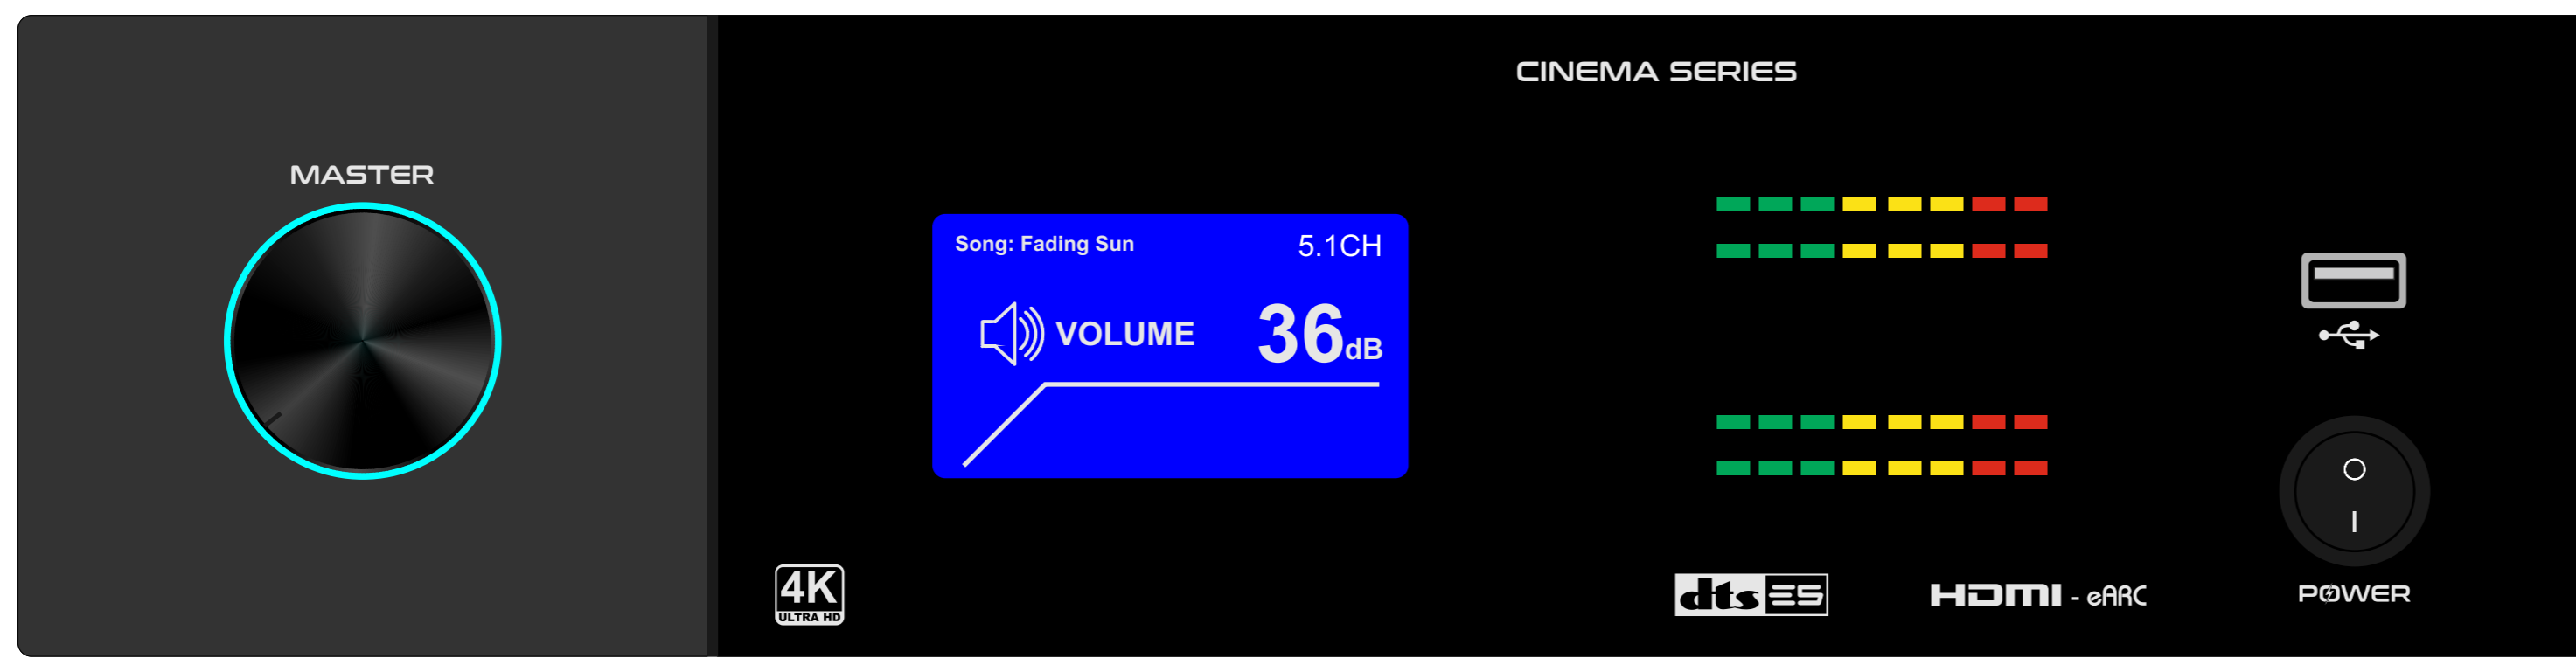 CINEMA SERIES
MASTER
Song: Fading Sun
5.1CH
VOLUME
36dB
4K
ULTRA HD
dts ES
HDMI - eARC
POWER